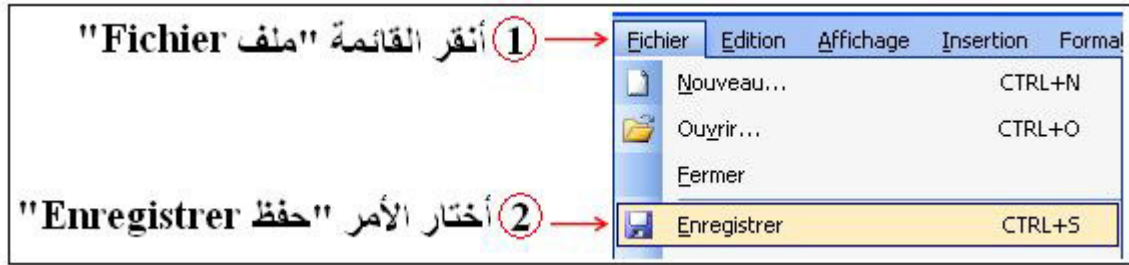 ① أنقر القائمة "ملف Fichier"
Fichier Edition Affichage Insertion Format
Nouveau... CTRL+N
Ouvrir... CTRL+O
Fermer
② أختار الأمر "حفظ Enregistrer"
Enregistrer CTRL+S